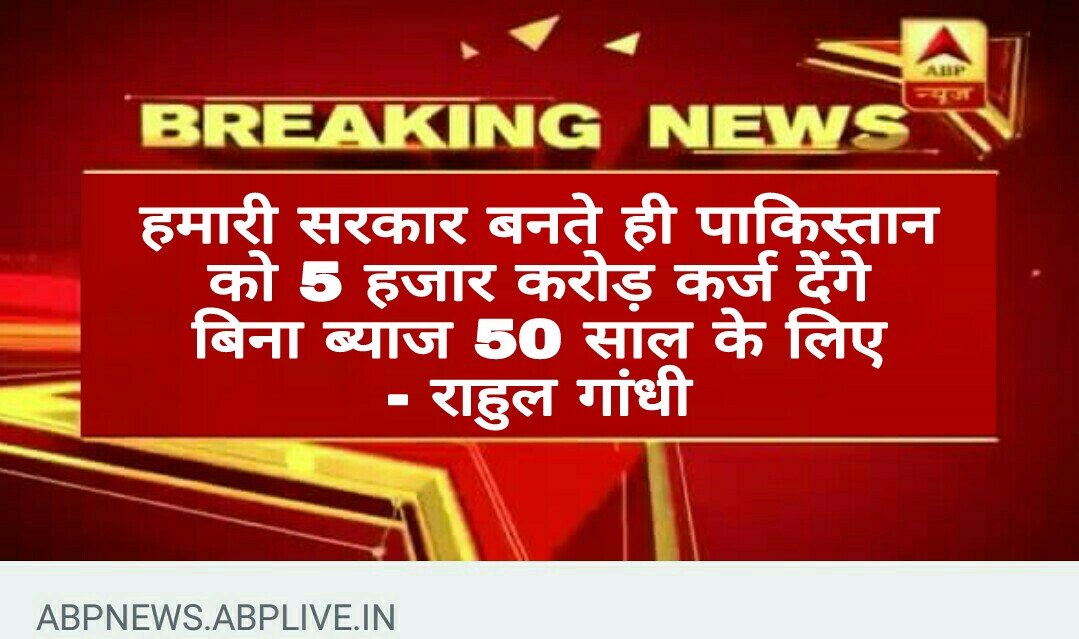 ABP
न्यूज़
BREAKING NEWS
हमारी सरकार बनते ही पाकिस्तान
को 5 हजार करोड़ कर्ज देंगे
बिना ब्याज 50 साल के लिए
- राहुल गांधी
ABPNEWS.ABPLIVE.IN